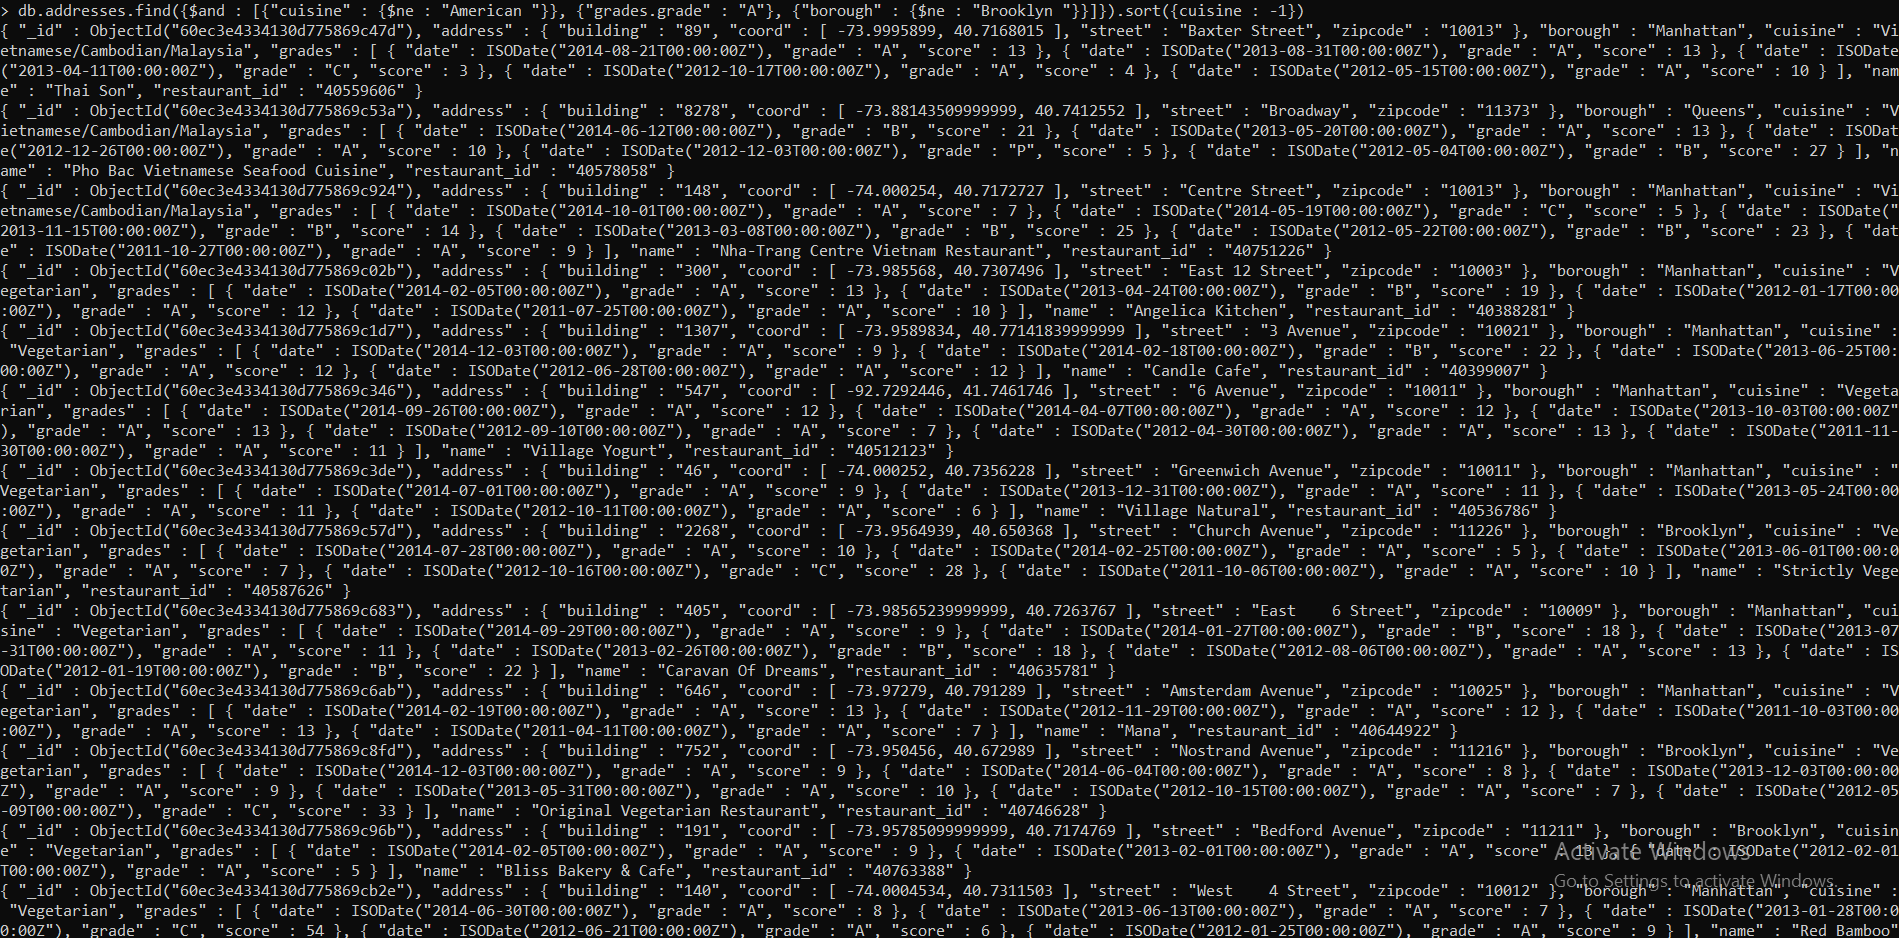 > db.addresses.find({$and : [{"cuisine" : {$ne : "American "}}, {"grades.grade" : "A"}, {"borough" : {$ne : "Brooklyn "}}]}).sort({cuisine : -1})
{ "_id" : ObjectId("60ec3e4334130d775869c47d"), "address" : { "building" : "89", "coord" : [ -73.9995899, 40.7168015 ], "street" : "Baxter Street", "zipcode" : "10013" }, "borough" : "Manhattan", "cuisine" : "Vi
etnamese/Cambodian/Malaysia", "grades" : [ { "date" : ISODate("2014-08-21T00:00:00Z"), "grade" : "A", "score" : 13 }, { "date" : ISODate("2013-08-31T00:00:00Z"), "grade" : "A", "score" : 13 }, { "date" : ISODate
("2013-04-11T00:00:00Z"), "grade" : "C", "score" : 3 }, { "date" : ISODate("2012-10-17T00:00:00Z"), "grade" : "A", "score" : 4 }, { "date" : ISODate("2012-05-15T00:00:00Z"), "grade" : "A", "score" : 10 } ], "nam
e" : "Thai Son", "restaurant_id" : "40559606" }
{ "_id" : ObjectId("60ec3e4334130d775869c53a"), "address" : { "building" : "8278", "coord" : [ -73.88143509999999, 40.7412552 ], "street" : "Broadway", "zipcode" : "11373" }, "borough" : "Queens", "cuisine" : "V
ietnamese/Cambodian/Malaysia", "grades" : [ { "date" : ISODate("2014-06-12T00:00:00Z"), "grade" : "B", "score" : 21 }, { "date" : ISODate("2013-05-20T00:00:00Z"), "grade" : "A", "score" : 13 }, { "date" : ISODat
e("2012-12-26T00:00:00Z"), "grade" : "A", "score" : 10 }, { "date" : ISODate("2012-12-03T00:00:00Z"), "grade" : "P", "score" : 5 }, { "date" : ISODate("2012-05-04T00:00:00Z"), "grade" : "B", "score" : 27 } ], "n
ame" : "Pho Bac Vietnamese Seafood Cuisine", "restaurant_id" : "40578058" }
{ "_id" : ObjectId("60ec3e4334130d775869c924"), "address" : { "building" : "148", "coord" : [ -74.000254, 40.7172727 ], "street" : "Centre Street", "zipcode" : "10013" }, "borough" : "Manhattan", "cuisine" : "Vi
etnamese/Cambodian/Malaysia", "grades" : [ { "date" : ISODate("2014-10-01T00:00:00Z"), "grade" : "A", "score" : 7 }, { "date" : ISODate("2014-05-19T00:00:00Z"), "grade" : "C", "score" : 5 }, { "date" : ISODate("
2013-11-15T00:00:00Z"), "grade" : "B", "score" : 14 }, { "date" : ISODate("2013-03-08T00:00:00Z"), "grade" : "B", "score" : 25 }, { "date" : ISODate("2012-05-22T00:00:00Z"), "grade" : "B", "score" : 23 }, { "dat
e" : ISODate("2011-10-27T00:00:00Z"), "grade" : "A", "score" : 9 } ], "name" : "Nha-Trang Centre Vietnam Restaurant", "restaurant_id" : "40751226" }
{ "_id" : ObjectId("60ec3e4334130d775869c02b"), "address" : { "building" : "300", "coord" : [ -73.985568, 40.7307496 ], "street" : "East 12 Street", "zipcode" : "10003" }, "borough" : "Manhattan", "cuisine" : "V
egetarian", "grades" : [ { "date" : ISODate("2014-02-05T00:00:00Z"), "grade" : "A", "score" : 13 }, { "date" : ISODate("2013-04-24T00:00:00Z"), "grade" : "B", "score" : 19 }, { "date" : ISODate("2012-01-17T00:00
:00Z"), "grade" : "A", "score" : 12 }, { "date" : ISODate("2011-07-25T00:00:00Z"), "grade" : "A", "score" : 10 } ], "name" : "Angelica Kitchen", "restaurant_id" : "40388281" }
{ "_id" : ObjectId("60ec3e4334130d775869c1d7"), "address" : { "building" : "1307", "coord" : [ -73.9589834, 40.77141839999999 ], "street" : "3 Avenue", "zipcode" : "10021" }, "borough" : "Manhattan", "cuisine" :
 "Vegetarian", "grades" : [ { "date" : ISODate("2014-12-03T00:00:00Z"), "grade" : "A", "score" : 9 }, { "date" : ISODate("2014-02-18T00:00:00Z"), "grade" : "B", "score" : 22 }, { "date" : ISODate("2013-06-25T00:
00:00Z"), "grade" : "A", "score" : 12 }, { "date" : ISODate("2012-06-28T00:00:00Z"), "grade" : "A", "score" : 12 } ], "name" : "Candle Cafe", "restaurant_id" : "40399007" }
{ "_id" : ObjectId("60ec3e4334130d775869c346"), "address" : { "building" : "547", "coord" : [ -92.7292446, 41.7461746 ], "street" : "6 Avenue", "zipcode" : "10011" }, "borough" : "Manhattan", "cuisine" : "Vegeta
rian", "grades" : [ { "date" : ISODate("2014-09-26T00:00:00Z"), "grade" : "A", "score" : 12 }, { "date" : ISODate("2014-04-07T00:00:00Z"), "grade" : "A", "score" : 12 }, { "date" : ISODate("2013-10-03T00:00:00Z"
), "grade" : "A", "score" : 13 }, { "date" : ISODate("2012-09-10T00:00:00Z"), "grade" : "A", "score" : 7 }, { "date" : ISODate("2012-04-30T00:00:00Z"), "grade" : "A", "score" : 13 }, { "date" : ISODate("2011-11-
30T00:00:00Z"), "grade" : "A", "score" : 11 } ], "name" : "Village Yogurt", "restaurant_id" : "40512123" }
{ "_id" : ObjectId("60ec3e4334130d775869c3de"), "address" : { "building" : "46", "coord" : [ -74.000252, 40.7356228 ], "street" : "Greenwich Avenue", "zipcode" : "10011" }, "borough" : "Manhattan", "cuisine" : "
Vegetarian", "grades" : [ { "date" : ISODate("2014-07-01T00:00:00Z"), "grade" : "A", "score" : 9 }, { "date" : ISODate("2013-12-31T00:00:00Z"), "grade" : "A", "score" : 11 }, { "date" : ISODate("2013-05-24T00:00
:00Z"), "grade" : "A", "score" : 11 }, { "date" : ISODate("2012-10-11T00:00:00Z"), "grade" : "A", "score" : 6 } ], "name" : "Village Natural", "restaurant_id" : "40536786" }
{ "_id" : ObjectId("60ec3e4334130d775869c57d"), "address" : { "building" : "2268", "coord" : [ -73.9564939, 40.650368 ], "street" : "Church Avenue", "zipcode" : "11226" }, "borough" : "Brooklyn", "cuisine" : "Ve
getarian", "grades" : [ { "date" : ISODate("2014-07-28T00:00:00Z"), "grade" : "A", "score" : 10 }, { "date" : ISODate("2014-02-25T00:00:00Z"), "grade" : "A", "score" : 5 }, { "date" : ISODate("2013-06-01T00:00:0
0Z"), "grade" : "A", "score" : 7 }, { "date" : ISODate("2012-10-16T00:00:00Z"), "grade" : "C", "score" : 28 }, { "date" : ISODate("2011-10-06T00:00:00Z"), "grade" : "A", "score" : 10 } ], "name" : "Strictly Vege
tarian", "restaurant_id" : "40587626" }
{ "_id" : ObjectId("60ec3e4334130d775869c683"), "address" : { "building" : "405", "coord" : [ -73.98565239999999, 40.7263767 ], "street" : "East    6 Street", "zipcode" : "10009" }, "borough" : "Manhattan", "cui
sine" : "Vegetarian", "grades" : [ { "date" : ISODate("2014-09-29T00:00:00Z"), "grade" : "A", "score" : 9 }, { "date" : ISODate("2014-01-27T00:00:00Z"), "grade" : "B", "score" : 18 }, { "date" : ISODate("2013-07
-31T00:00:00Z"), "grade" : "A", "score" : 11 }, { "date" : ISODate("2013-02-26T00:00:00Z"), "grade" : "B", "score" : 18 }, { "date" : ISODate("2012-08-06T00:00:00Z"), "grade" : "A", "score" : 13 }, { "date" : IS
ODate("2012-01-19T00:00:00Z"), "grade" : "B", "score" : 22 } ], "name" : "Caravan Of Dreams", "restaurant_id" : "40635781" }
{ "_id" : ObjectId("60ec3e4334130d775869c6ab"), "address" : { "building" : "646", "coord" : [ -73.97279, 40.791289 ], "street" : "Amsterdam Avenue", "zipcode" : "10025" }, "borough" : "Manhattan", "cuisine" : "V
egetarian", "grades" : [ { "date" : ISODate("2014-02-19T00:00:00Z"), "grade" : "A", "score" : 13 }, { "date" : ISODate("2012-11-29T00:00:00Z"), "grade" : "A", "score" : 12 }, { "date" : ISODate("2011-10-03T00:00
:00Z"), "grade" : "A", "score" : 13 }, { "date" : ISODate("2011-04-11T00:00:00Z"), "grade" : "A", "score" : 7 } ], "name" : "Mana", "restaurant_id" : "40644922" }
{ "_id" : ObjectId("60ec3e4334130d775869c8fd"), "address" : { "building" : "752", "coord" : [ -73.950456, 40.672989 ], "street" : "Nostrand Avenue", "zipcode" : "11216" }, "borough" : "Brooklyn", "cuisine" : "Ve
getarian", "grades" : [ { "date" : ISODate("2014-12-03T00:00:00Z"), "grade" : "A", "score" : 9 }, { "date" : ISODate("2014-06-04T00:00:00Z"), "grade" : "A", "score" : 8 }, { "date" : ISODate("2013-12-03T00:00:00
Z"), "grade" : "A", "score" : 9 }, { "date" : ISODate("2013-05-31T00:00:00Z"), "grade" : "A", "score" : 10 }, { "date" : ISODate("2012-10-15T00:00:00Z"), "grade" : "A", "score" : 7 }, { "date" : ISODate("2012-05
-09T00:00:00Z"), "grade" : "C", "score" : 33 } ], "name" : "Original Vegetarian Restaurant", "restaurant_id" : "40746628" }
{ "_id" : ObjectId("60ec3e4334130d775869c96b"), "address" : { "building" : "191", "coord" : [ -73.95785099999999, 40.7174769 ], "street" : "Bedford Avenue", "zipcode" : "11211" }, "borough" : "Brooklyn", "cuisin
e" : "Vegetarian", "grades" : [ { "date" : ISODate("2014-02-05T00:00:00Z"), "grade" : "A", "score" : 9 }, { "date" : ISODate("2013-02-01T00:00:00Z"), "grade" : "A", "score" : 13 }, { "date" : ISODate("2012-02-01
T00:00:00Z"), "grade" : "A", "score" : 5 } ], "name" : "Bliss Bakery & Cafe", "restaurant_id" : "40763388" }
{ "_id" : ObjectId("60ec3e4334130d775869cb2e"), "address" : { "building" : "140", "coord" : [ -74.0004534, 40.7311503 ], "street" : "West    4 Street", "zipcode" : "10012" }, "borough" : "Manhattan", "cuisine" :
 "Vegetarian", "grades" : [ { "date" : ISODate("2014-06-30T00:00:00Z"), "grade" : "A", "score" : 8 }, { "date" : ISODate("2013-06-13T00:00:00Z"), "grade" : "A", "score" : 7 }, { "date" : ISODate("2013-01-28T00:0
0:00Z"), "grade" : "C", "score" : 54 }, { "date" : ISODate("2012-06-21T00:00:00Z"), "grade" : "A", "score" : 6 }, { "date" : ISODate("2012-01-25T00:00:00Z"), "grade" : "A", "score" : 9 } ], "name" : "Red Bamboo"
Activate Windows
Go to Settings to activate Windows.